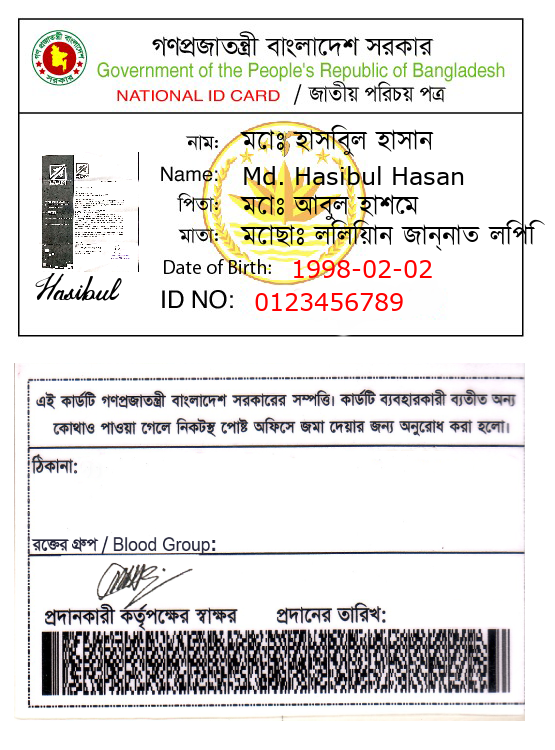 গণপ্রজাতন্ত্রী বাংলাদেশ সরকার
Government of the People's Republic of Bangladesh
NATIONAL ID CARD / জাতীয় পরিচয় পত্র
নাম: মোঃ হাসিবুল হাসান
Name: Md. Hasibul Hasan
পিতা: মোঃ আবুল হাশেম
মাতা: মোছাঃ লিলিয়ান জান্নাত লিপি
Date of Birth: 1998-02-02
Hasibul
ID NO: 0123456789
এই কার্ডটি গণপ্রজাতন্ত্রী বাংলাদেশ সরকারের সম্পত্তি। কার্ডটি ব্যবহারকারী ব্যতীত অন্য
কোথাও পাওয়া গেলে নিকটস্থ পোষ্ট অফিসে জমা দেয়ার জন্য অনুরোধ করা হলো।
ঠিকানা:
রক্তের গ্রুপ / Blood Group:
প্রদানকারী কর্তৃপক্ষের স্বাক্ষর প্রদানের তারিখ: